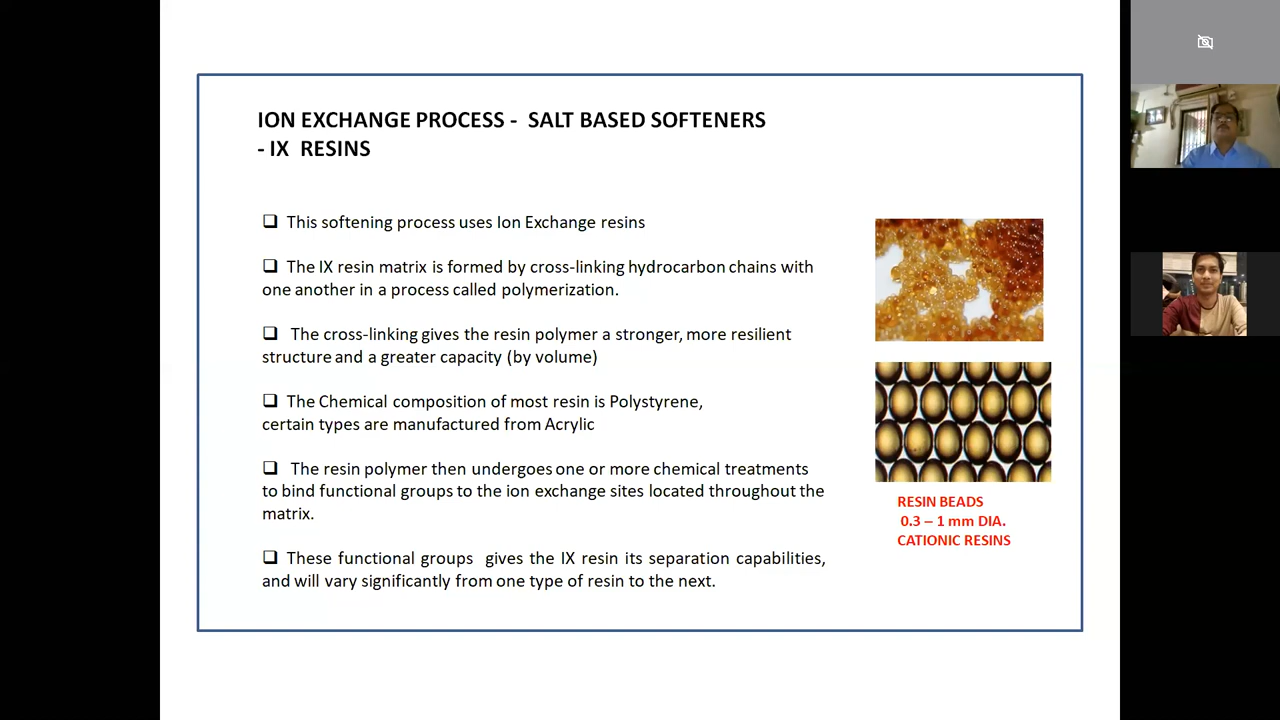 ION EXCHANGE PROCESS - SALT BASED SOFTENERS
- IX RESINS
❑ This softening process uses Ion Exchange resins
❑ The IX resin matrix is formed by cross-linking hydrocarbon chains with
one another in a process called polymerization.
❑ The cross-linking gives the resin polymer a stronger, more resilient
structure and a greater capacity (by volume)
❑ The Chemical composition of most resin is Polystyrene,
certain types are manufactured from Acrylic
❑ The resin polymer then undergoes one or more chemical treatments
to bind functional groups to the ion exchange sites located throughout the
matrix.
❑ These functional groups gives the IX resin its separation capabilities,
and will vary significantly from one type of resin to the next.
RESIN BEADS
0.3 – 1 mm DIA.
CATIONIC RESINS